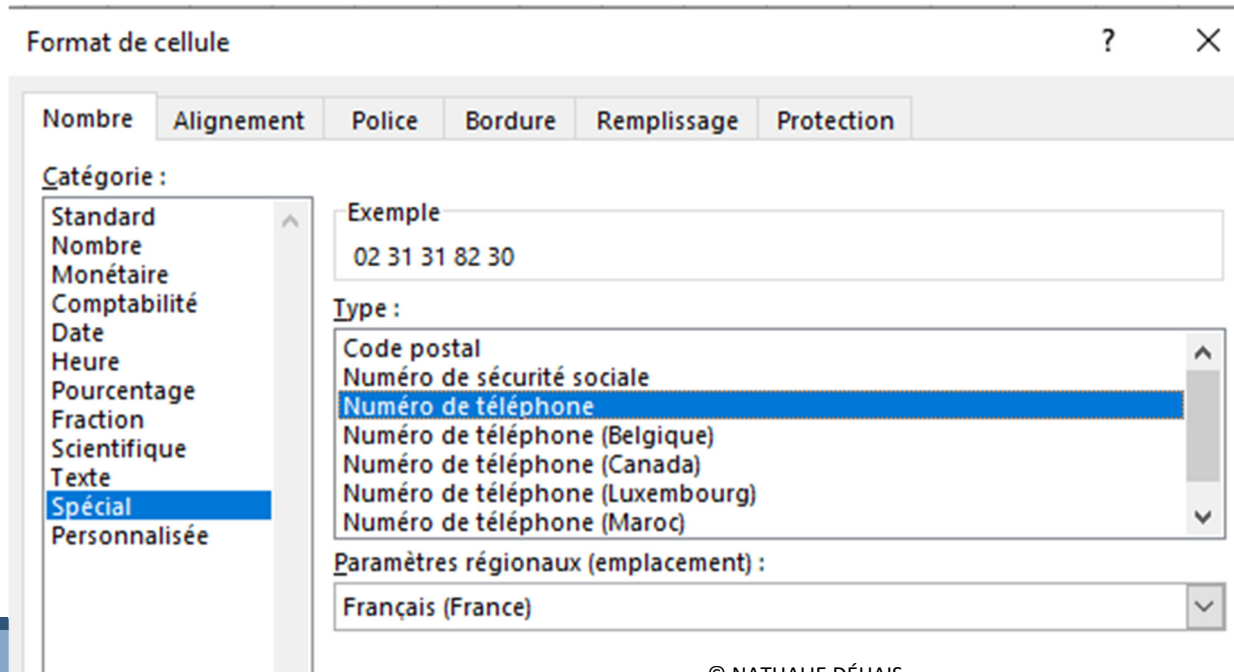 Format de cellule
?
Nombre Alignement Police Bordure Remplissage Protection
Catégorie :
Standard
Nombre
Monétaire
Comptabilité
Date
Heure
Pourcentage
Fraction
Scientifique
Texte
Spécial
Personnalisée
Exemple
02 31 31 82 30
Type :
Code postal
Numéro de sécurité sociale
Numéro de téléphone
Numéro de téléphone (Belgique)
Numéro de téléphone (Canada)
Numéro de téléphone (Luxembourg)
Numéro de téléphone (Maroc)
Paramètres régionaux (emplacement) :
Français (France)
© NATHALIE DÉHAIS